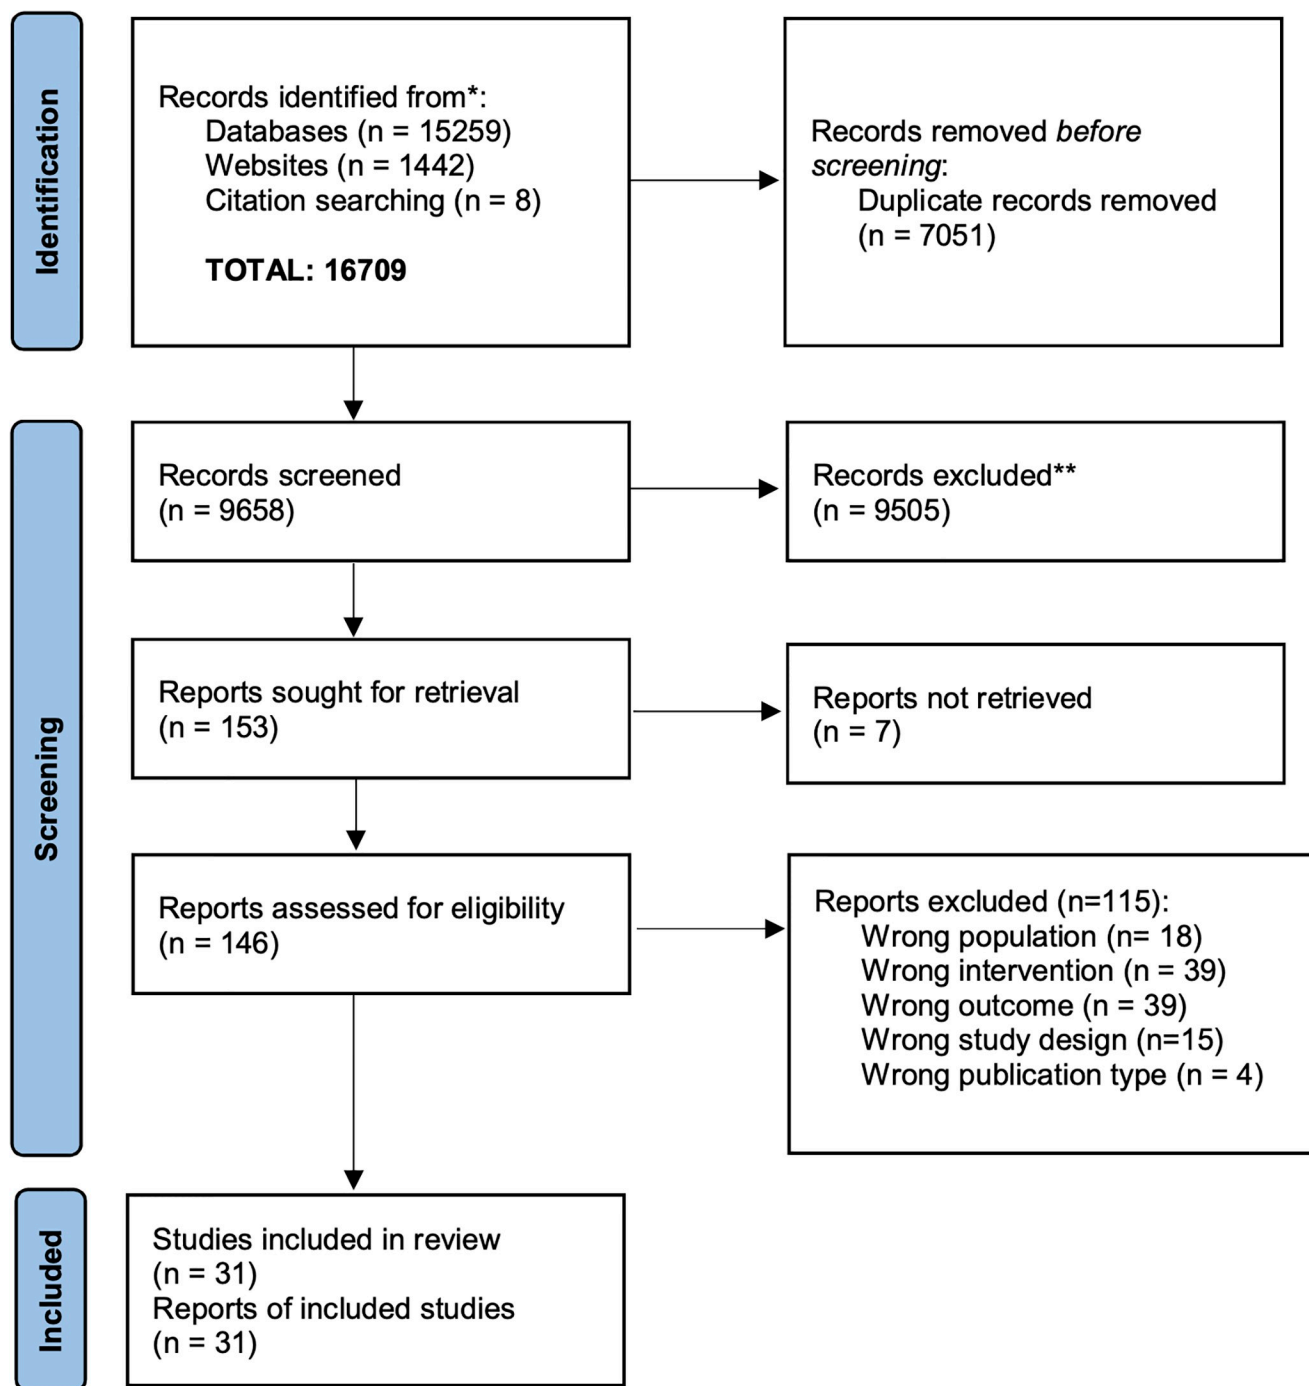 Identification
Records identified from*:
Databases (n = 15259)
Websites (n = 1442)
Citation searching (n = 8)
TOTAL: 16709
Records removed before
screening:
Duplicate records removed
(n = 7051)
Screening
Records screened
(n = 9658)
Records excluded**
(n = 9505)
Reports sought for retrieval
(n = 153)
Reports not retrieved
(n = 7)
Reports assessed for eligibility
(n = 146)
Reports excluded (n=115):
Wrong population (n= 18)
Wrong intervention (n = 39)
Wrong outcome (n = 39)
Wrong study design (n=15)
Wrong publication type (n = 4)
Included
Studies included in review
(n = 31)
Reports of included studies
(n = 31)